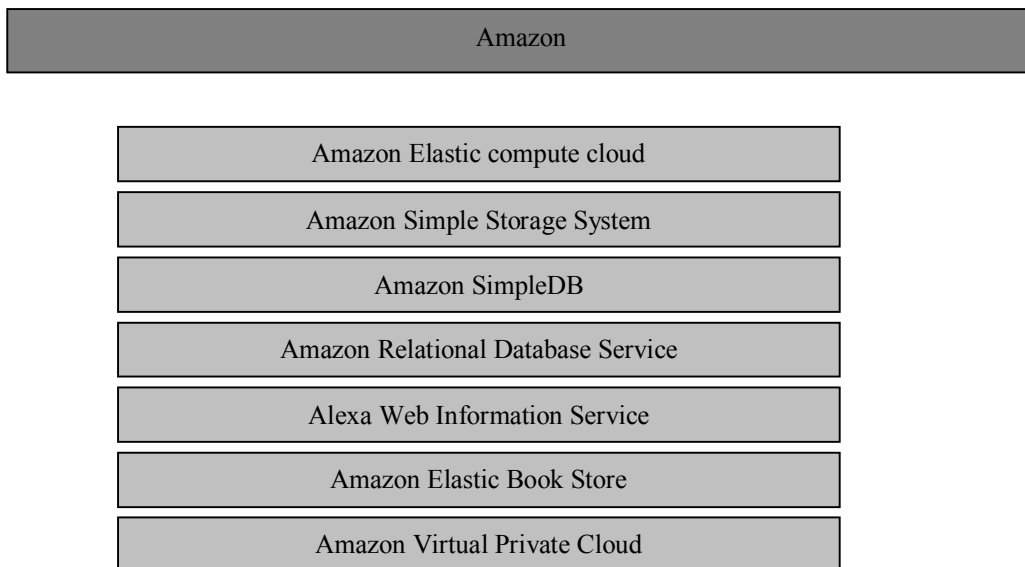 Amazon
Amazon Elastic compute cloud
Amazon Simple Storage System
Amazon SimpleDB
Amazon Relational Database Service
Alexa Web Information Service
Amazon Elastic Book Store
Amazon Virtual Private Cloud